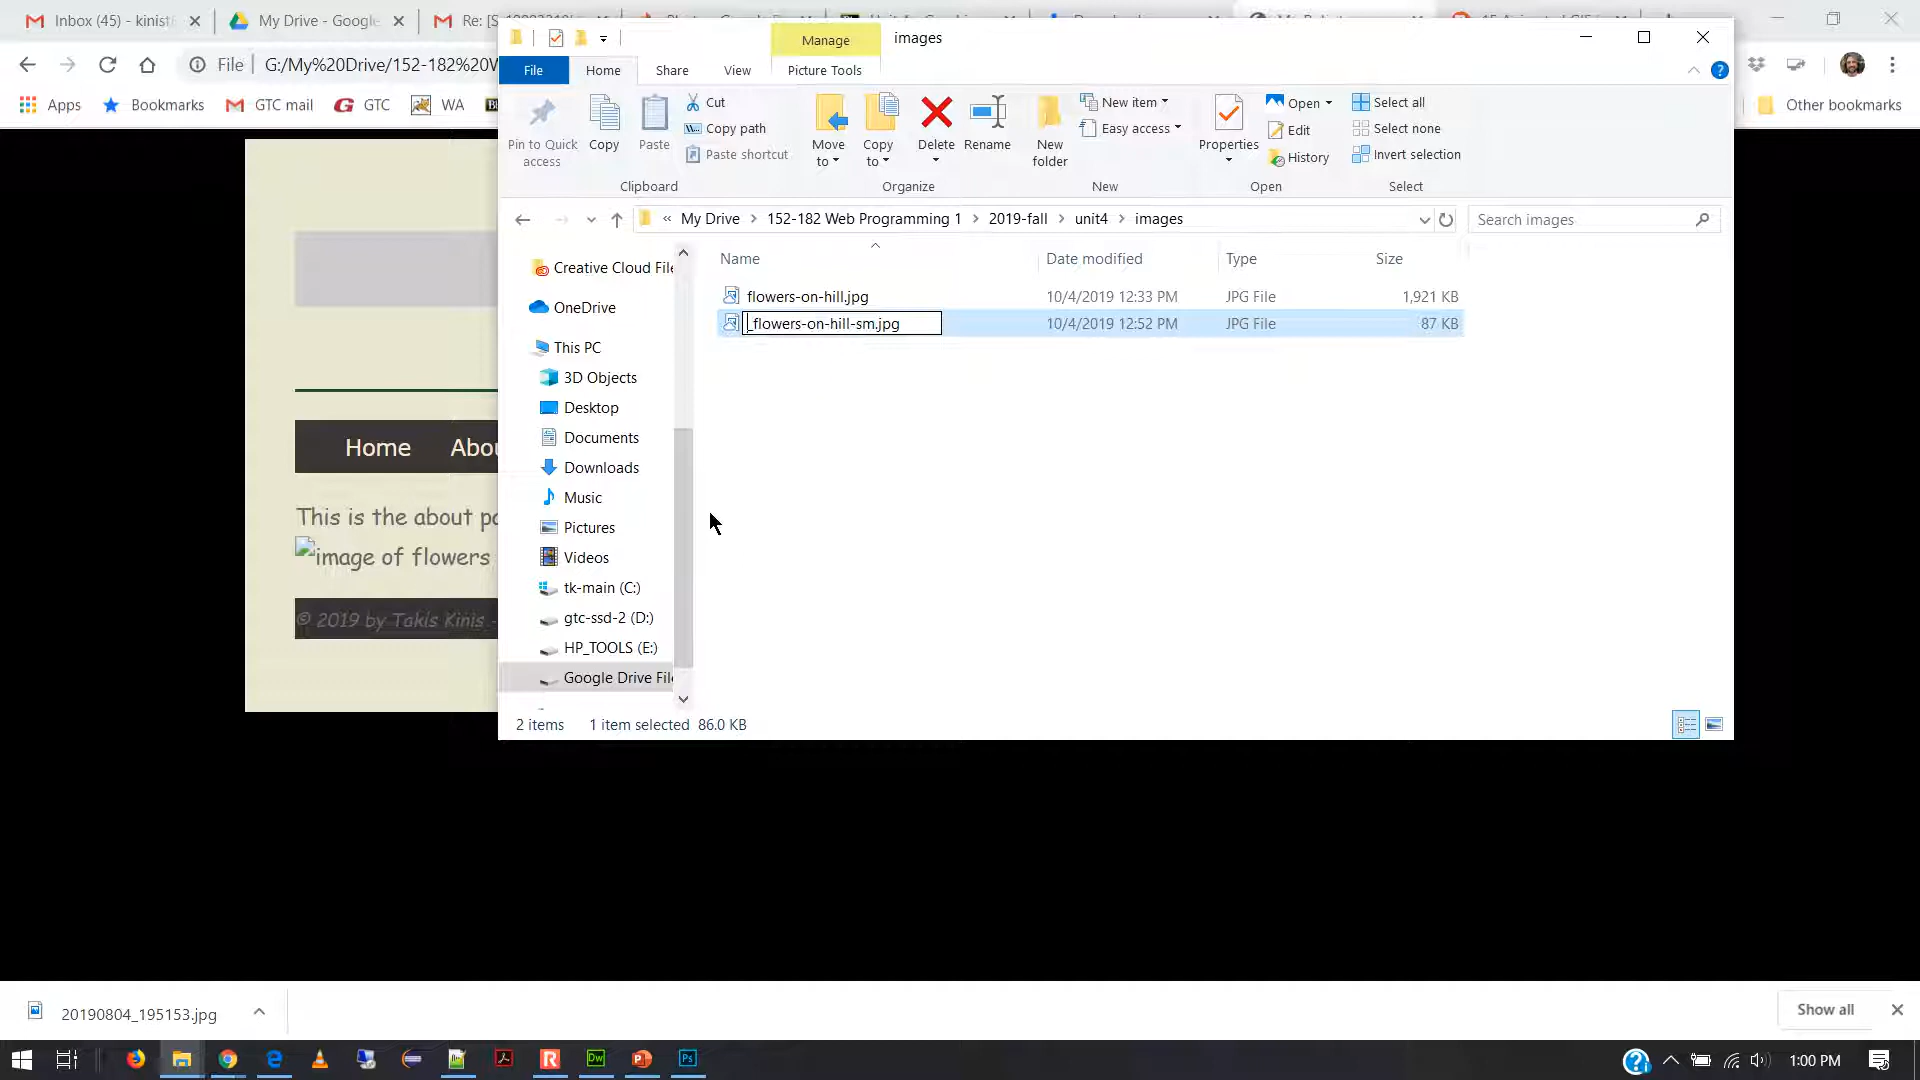 Inbox (45) - kinist
My Drive - Google
Re: [S
Manage
images
File
Home
Share
View
Picture Tools
File
G:/My%20Drive/152-182%20W
Apps
Bookmarks
GTC mail
GTC
WA
Other bookmarks
Pin to Quick access
Copy
Paste
Cut
Copy path
Paste shortcut
Move to
Copy to
Delete
Rename
New folder
New item
Easy access
Properties
Open
Edit
History
Select all
Select none
Invert selection
Clipboard
Organize
New
Open
Select
« My Drive > 152-182 Web Programming 1 > 2019-fall > unit4 > images
Search images
Name
Date modified
Type
Size
flowers-on-hill.jpg 10/4/2019 12:33 PM JPG File 1,921 KB
_flowers-on-hill-sm.jpg 10/4/2019 12:52 PM JPG File 87 KB
Creative Cloud File
OneDrive
This PC
3D Objects
Desktop
Documents
Downloads
Music
Pictures
Videos
tk-main (C:)
gtc-ssd-2 (D:)
HP_TOOLS (E:)
Google Drive File
2 items 1 item selected 86.0 KB
Home
Abou
This is the about pa
image of flowers
© 2019 by Takis Kinis -
20190804_195153.jpg
Show all
Dw
Ps
1:00 PM